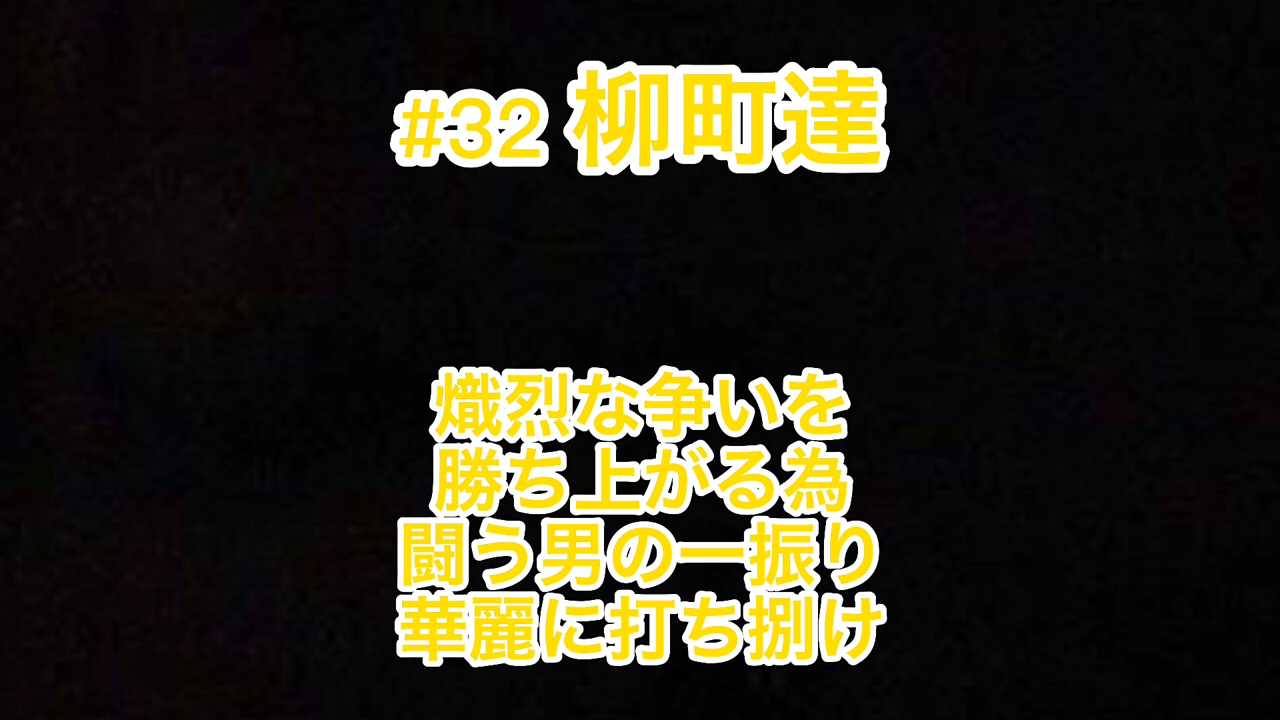 #32 柳町達
熾烈な争いを
勝ち上がる為
闘う男の一振り
華麗に打ち捌け